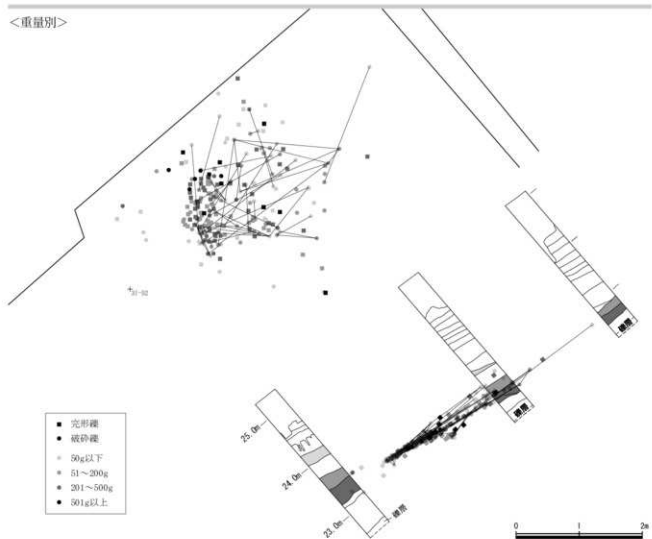 <重量別>
37-92
礫層
礫層
25.0m
24.0m
23.0m
礫層
完形礫
破砕礫
50g以下
51～200g
201～500g
501g以上
0 1 2m